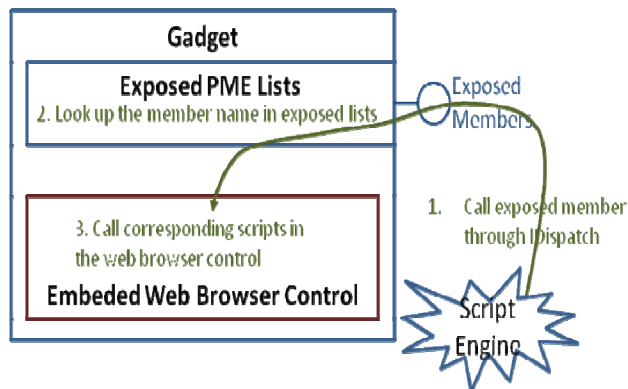 Gadget
Exposed PME Lists
2. Look up the member name in exposed lists
Exposed
Members
3. Call corresponding scripts in
the web browser control
Embeded Web Browser Control
1. Call exposed member
through IDispatch
Script
Engine